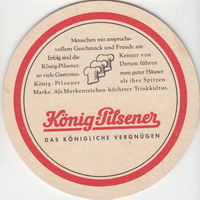 Menschen mit anspruchs-
vollem Geschmack und Freude am
Erfolg sind die Kenner von
König-Pilsener. Darum führen
so viele Gastrono- men guter Häuser
König-Pilsener als ihre Spitzen-
Marke. Als Markenzeichen höchster Trinkkultur.
König Pilsener
DAS KÖNIGLICHE VERGNÜGEN